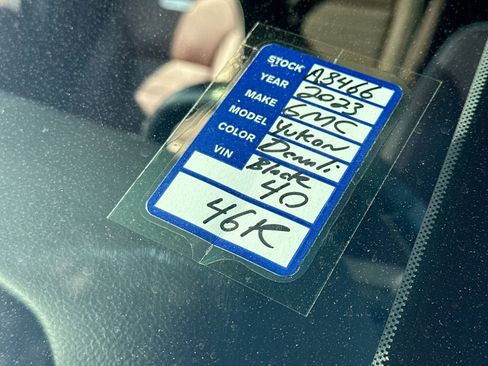 STOCK A8466
YEAR 2023
MAKE GMC
MODEL Yukon
COLOR Denali
VIN Black
40
46K